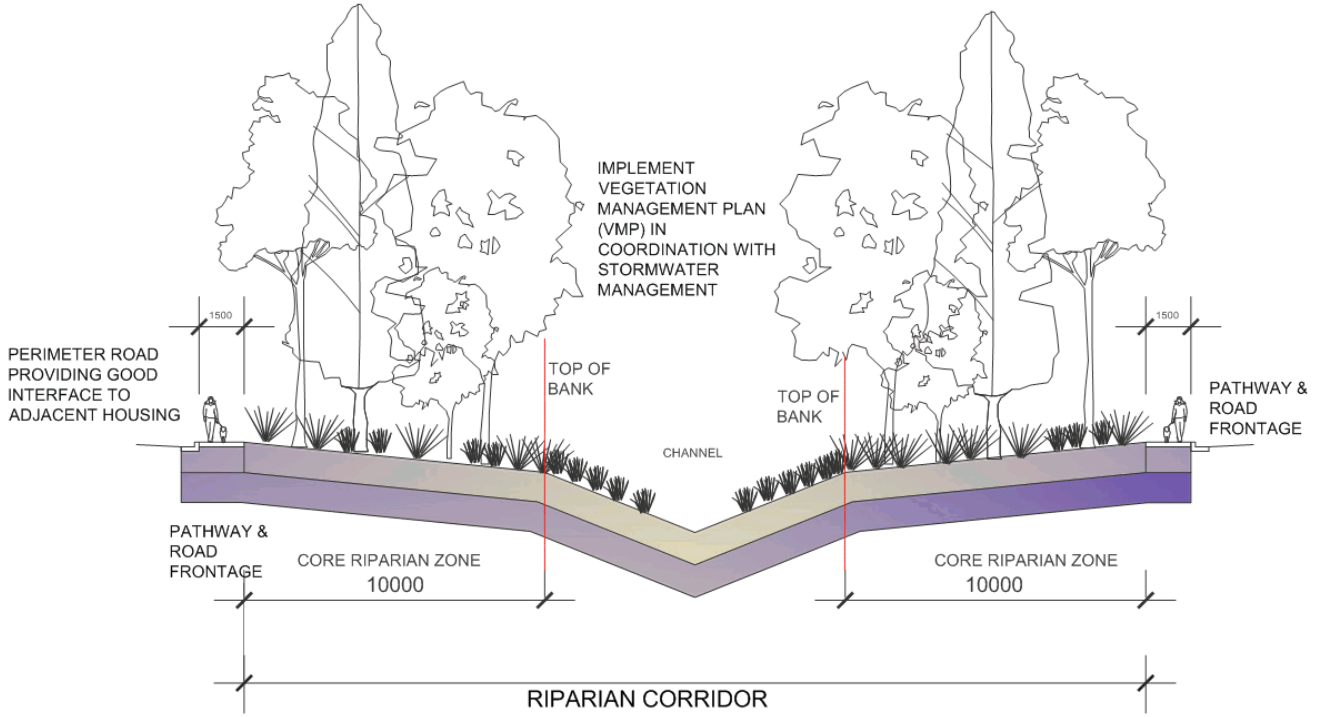 IMPLEMENT
VEGETATION
MANAGEMENT PLAN
(VMP) IN
COORDINATION WITH
STORMWATER
MANAGEMENT
1500
1500
PERIMETER ROAD
PROVIDING GOOD
INTERFACE TO
ADJACENT HOUSING
TOP OF
BANK
TOP OF
BANK
PATHWAY &
ROAD
FRONTAGE
CHANNEL
PATHWAY &
ROAD
FRONTAGE
CORE RIPARIAN ZONE
10000
CORE RIPARIAN ZONE
10000
RIPARIAN CORRIDOR